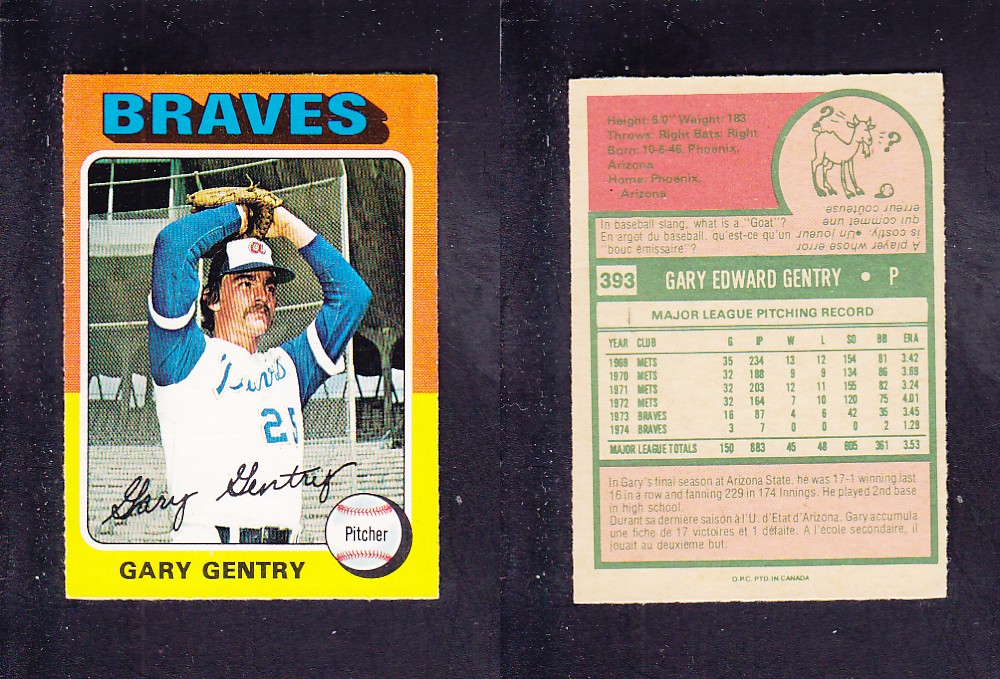 BRAVES
Braves
25
Gary Gentry
Pitcher
GARY GENTRY
Height: 6'0" Weight: 183
Throws: Right Bats: Right
Born: 10-6-46, Phoenix,
Arizona
Home: Phoenix,
Arizona
? ?
In baseball slang, what is a "Goat"?
En argot du baseball, qu'est-ce qu'un
"bouc émissaire"?
A player whose error
is costly. • Un joueur
qui commet une
erreur coûteuse
393 GARY EDWARD GENTRY • P
MAJOR LEAGUE PITCHING RECORD
YEAR CLUB G IP W L SO BB ERA
1969 METS 35 234 13 12 154 81 3.42
1970 METS 32 188 9 9 134 86 3.69
1971 METS 32 203 12 11 155 82 3.24
1972 METS 32 164 7 10 120 75 4.01
1973 BRAVES 16 87 4 6 42 35 3.45
1974 BRAVES 3 7 0 0 0 2 1.29
MAJOR LEAGUE TOTALS 150 883 45 48 605 361 3.53
In Gary's final season at Arizona State, he was 17-1 winning last
16 in a row and fanning 229 in 174 Innings. He played 2nd base
in high school.
Durant sa dernière saison à l'U. d'Etat d'Arizona. Gary accumula
une fiche de 17 victoires et 1 défaite. A l'école secondaire, il
jouait au deuxième but.
O.P.C. PTD. IN CANADA